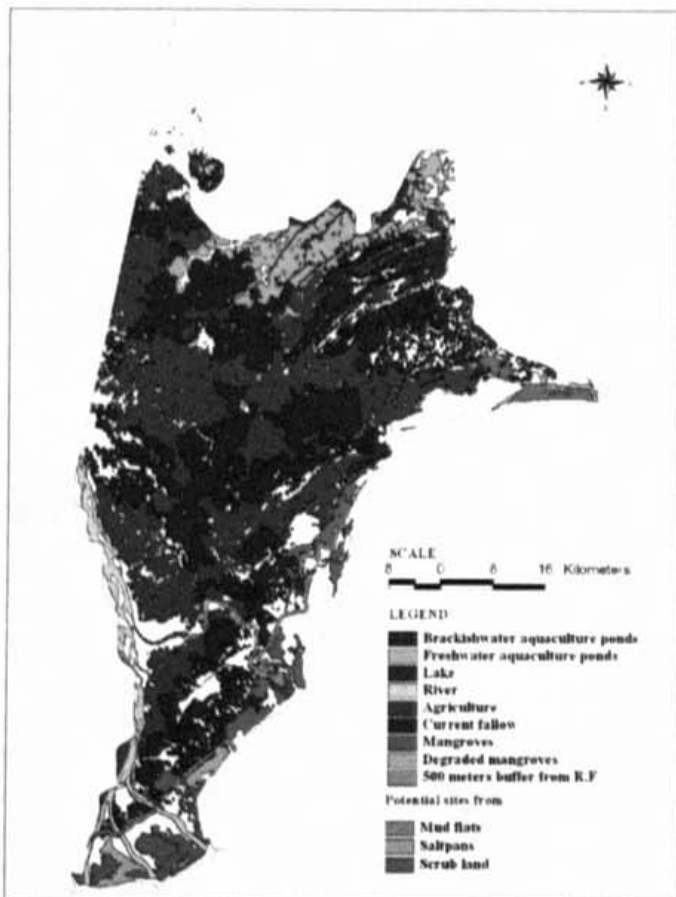 SCALE
8 0 8 16 Kilometers
LEGEND
Brackishwater aquaculture ponds
Freshwater aquaculture ponds
Lake
River
Agriculture
Current fallow
Mangroves
Degraded mangroves
500 meters buffer from R.F
Potential sites from
Mud flats
Saltpans
Scrub land